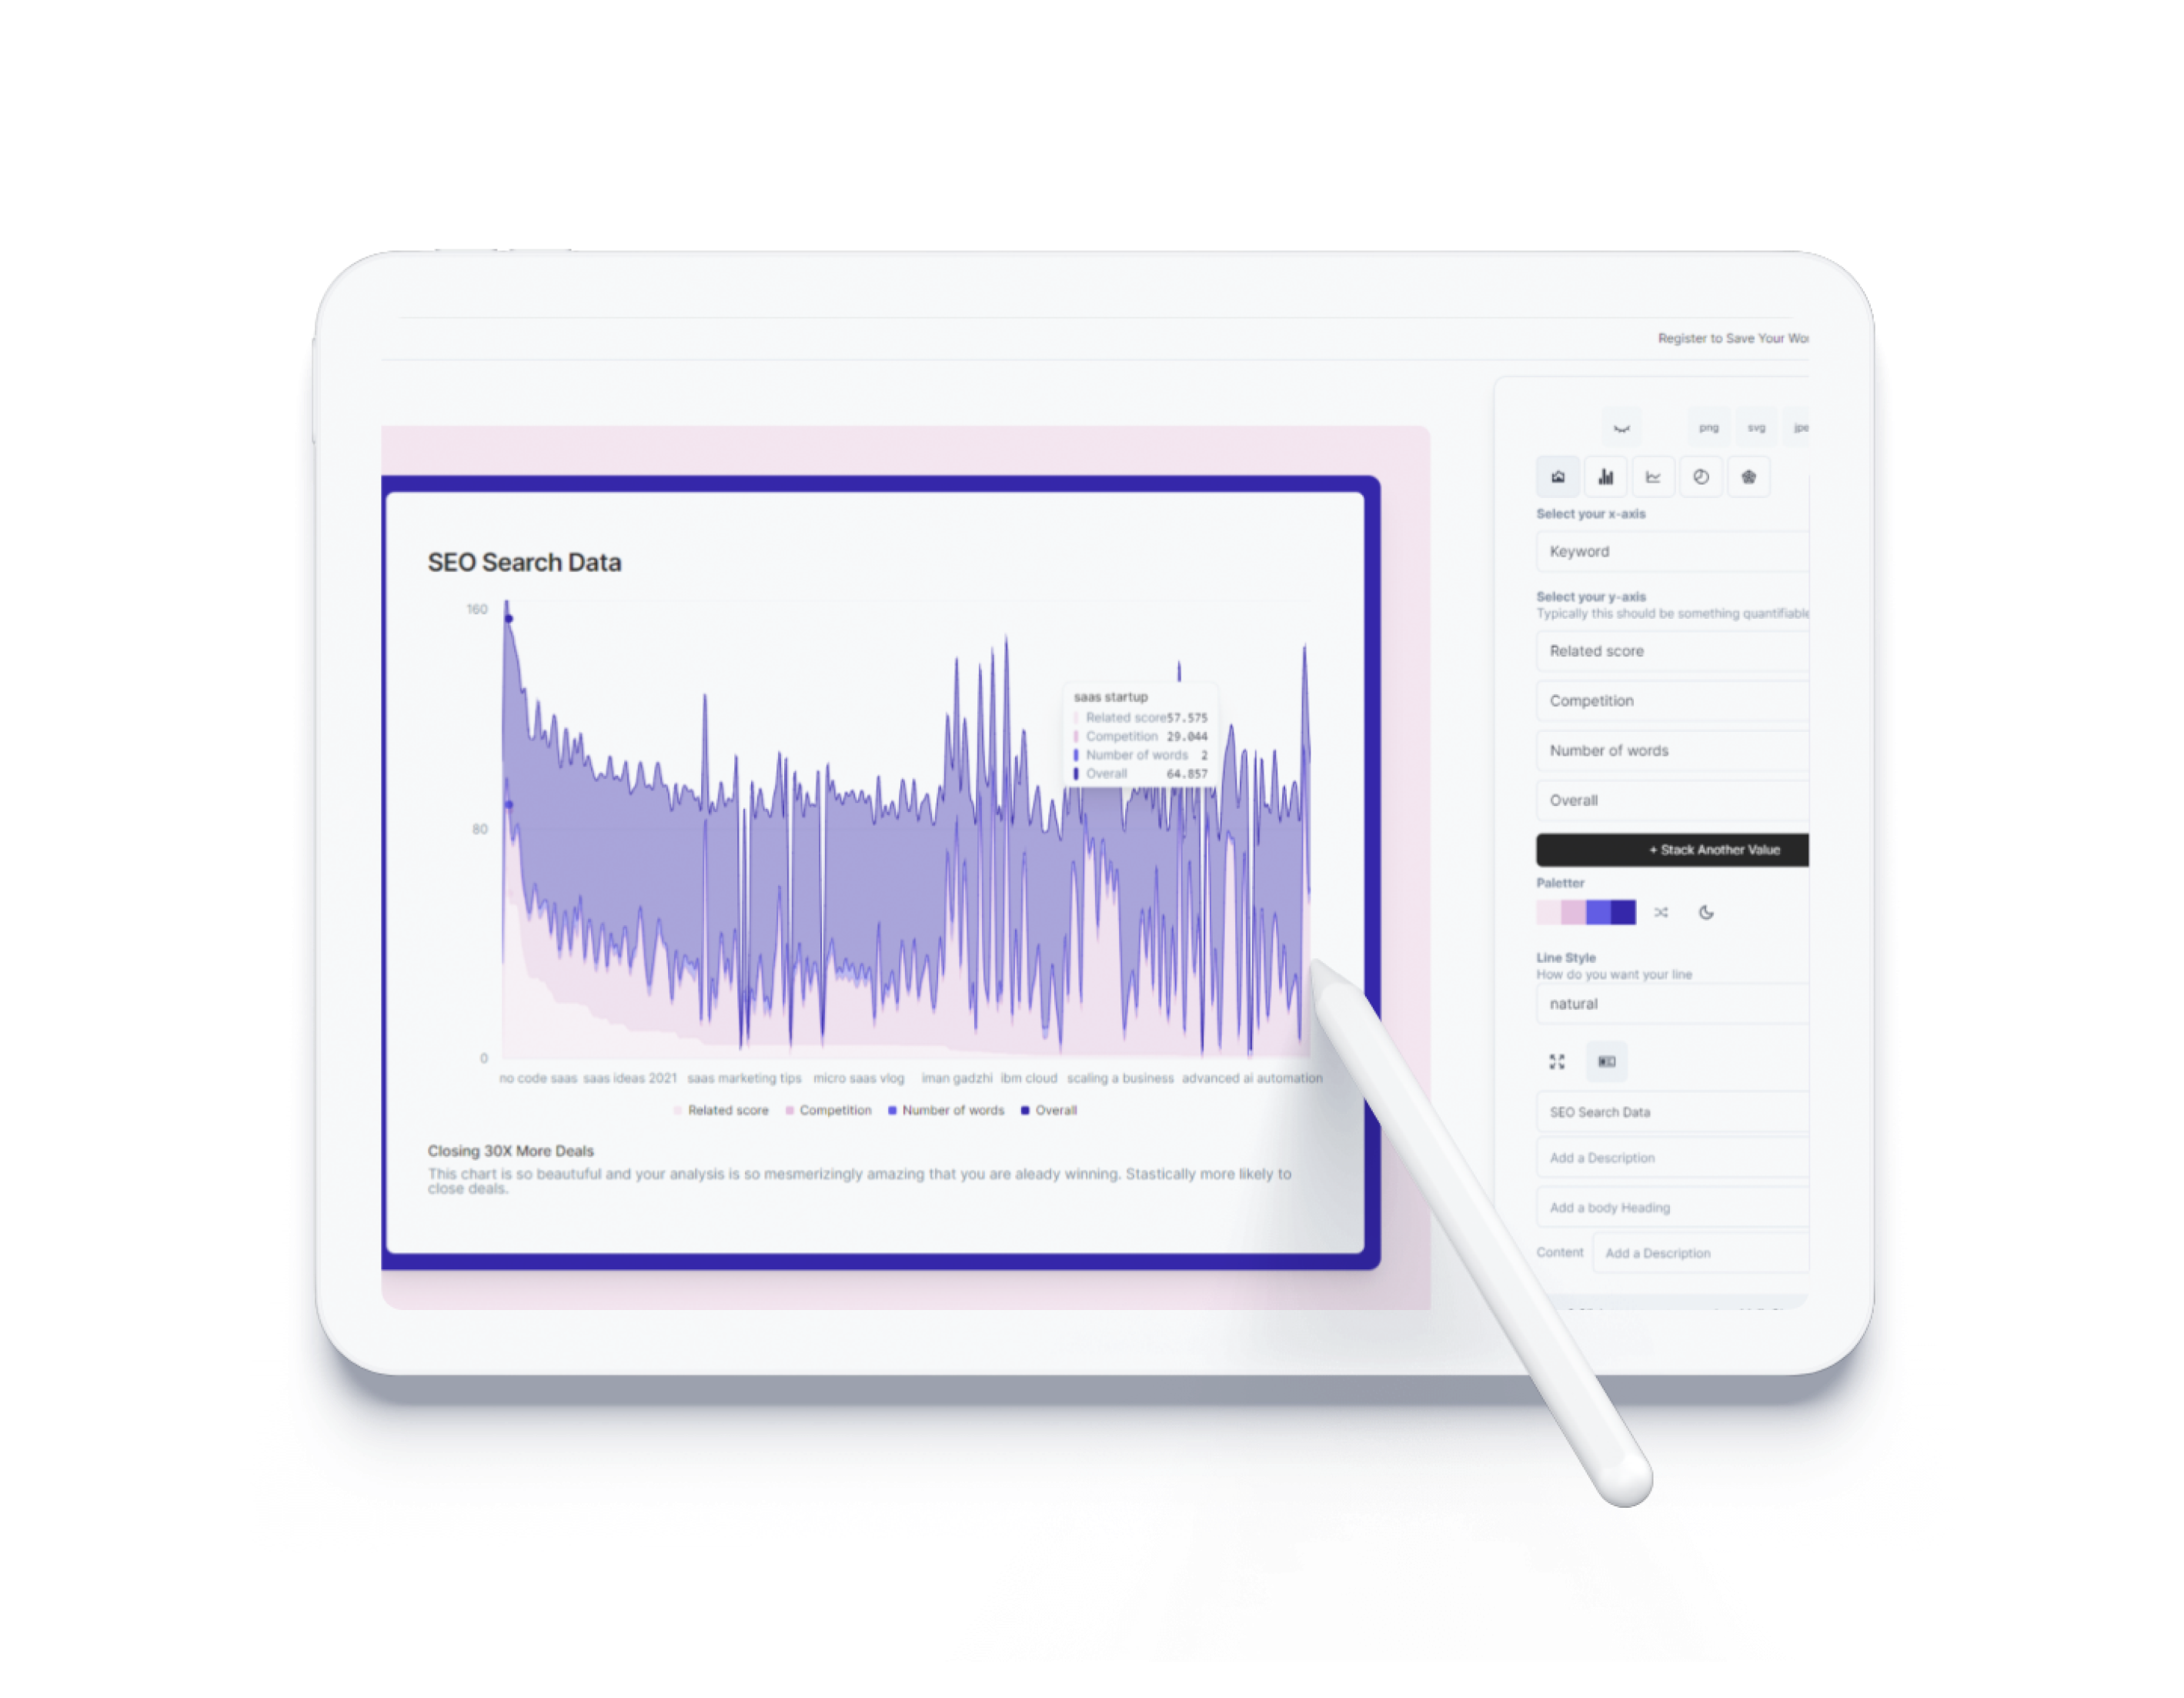 Register to Save Your
png svg
Select your x-axis
Keyword
Select your y-axis
Typically this should be something quantifiable
Related score
Competition
Number of words
Overall
+ Stack Another Value
Paletter
Line Style
How do you want your line
natural
SEO Search Data
Add a Description
Add a body Heading
Content Add a Description
SEO Search Data
160
80
0
saas startup
Related score 57.575
Competition 29.044
Number of words 2
Overall 64.857
no code saas saas ideas 2021 saas marketing tips micro saas vlog iman gadzhi ibm cloud scaling a business advanced ai automation
Related score Competition Number of words Overall
Closing 30X More Deals
This chart is so beautuful and your analysis is so mesmerizingly amazing that you are aleady winning. Stastically more likely to
close deals.